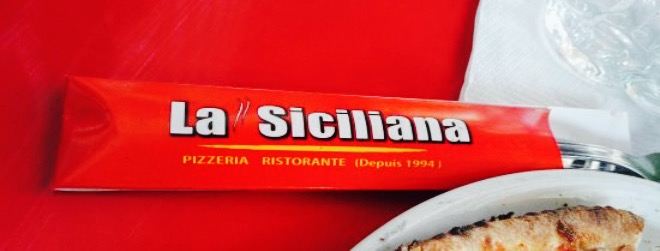 La Siciliana
PIZZERIA RISTORANTE (Depuis 1994)